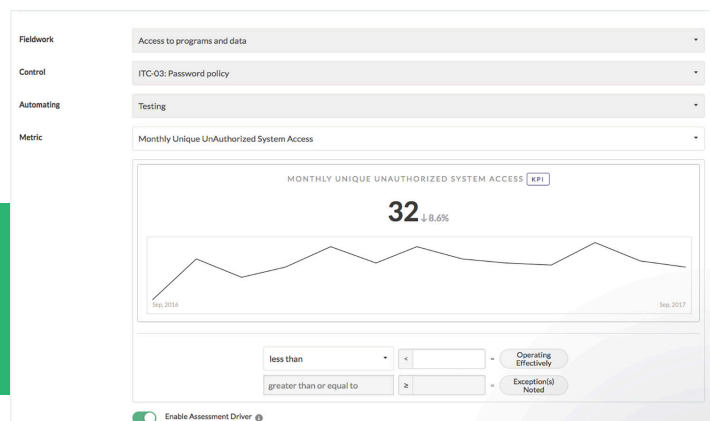 Fieldwork
Access to programs and data
Control
ITC-03: Password policy
Automating
Testing
Metric
Monthly Unique UnAuthorized System Access
MONTHLY UNIQUE UNAUTHORIZED SYSTEM ACCESS KPI
32 ↓ 8.6%
Sep, 2016
Sep, 2017
less than < = Operating
Effectively
greater than or equal to ≥ = Exception(s)
Noted
Enable Assessment Driver